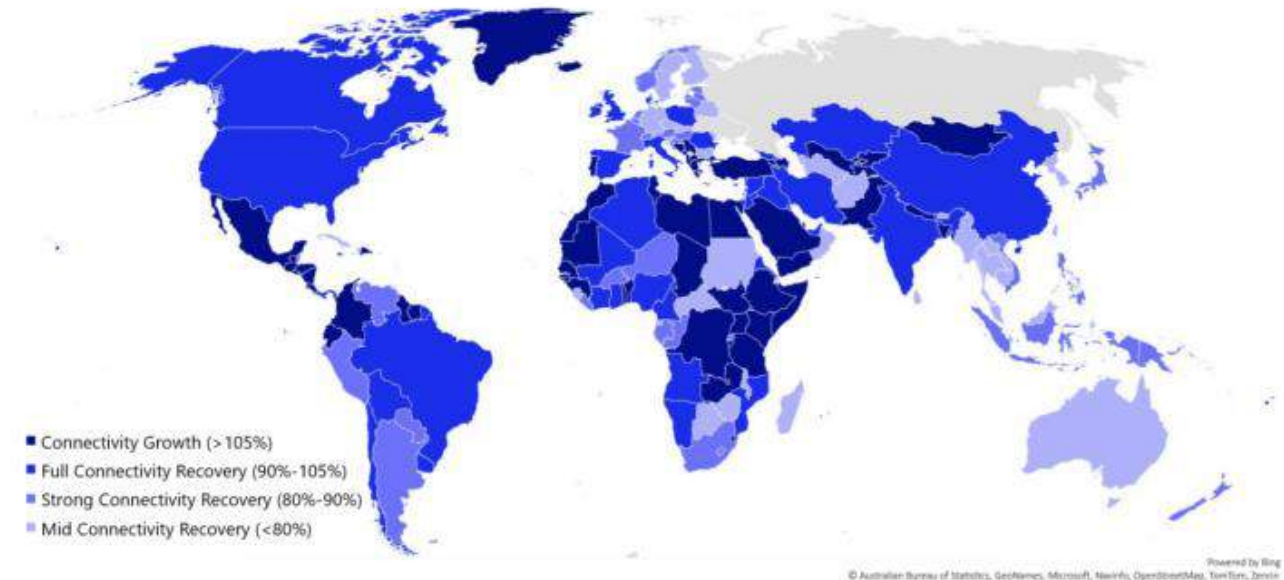 Connectivity Growth (>105%)
Full Connectivity Recovery (90%-105%)
Strong Connectivity Recovery (80%-90%)
Mid Connectivity Recovery (<80%)
Powered by Bing
© Australian Bureau of Statistics, GeoNames, Microsoft, Navinfo, OpenStreetMap, TomTom, Zenrin